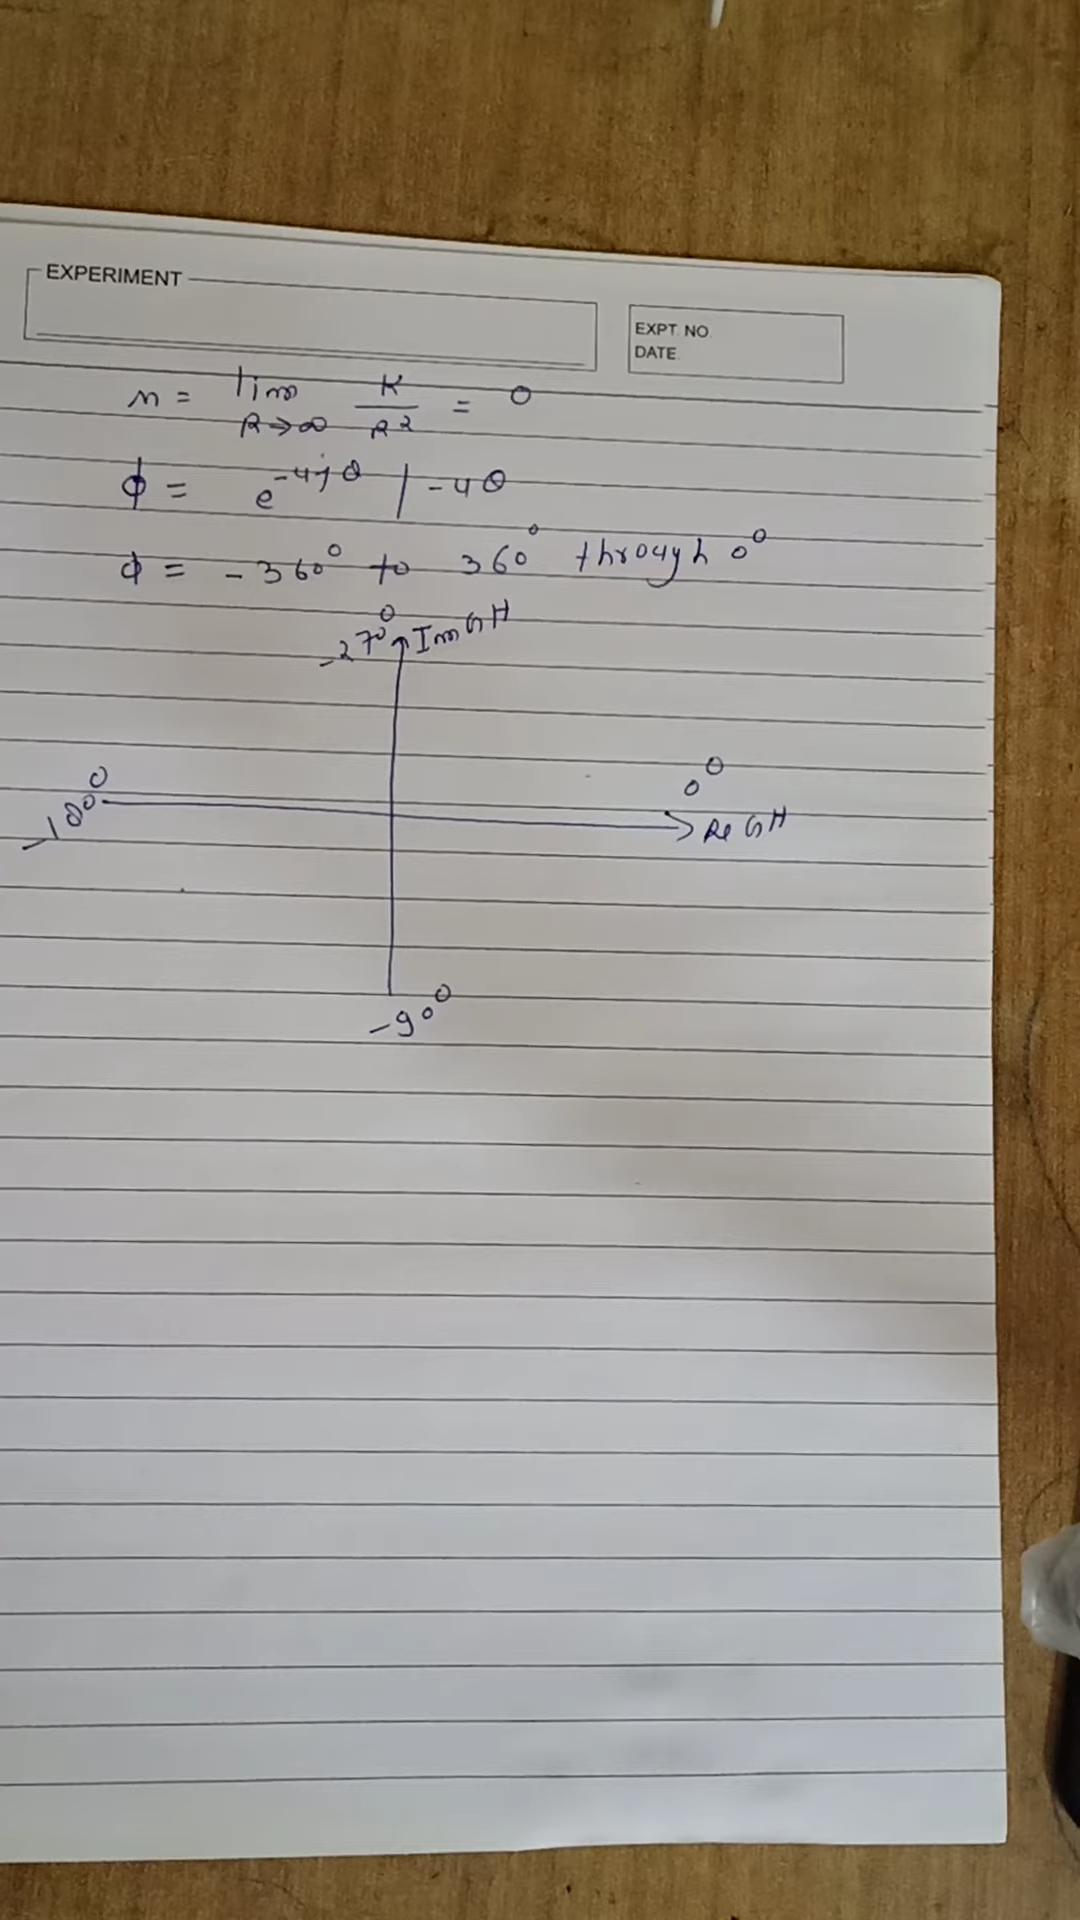 EXPERIMENT
EXPT. NO.
DATE.
m = lim R→∞ K/R² = 0
ϕ = e^-4jθ | -4θ
ϕ = -360° to 360° through 0°
-270° Im GH
0°
-180°
Re GH
-90°